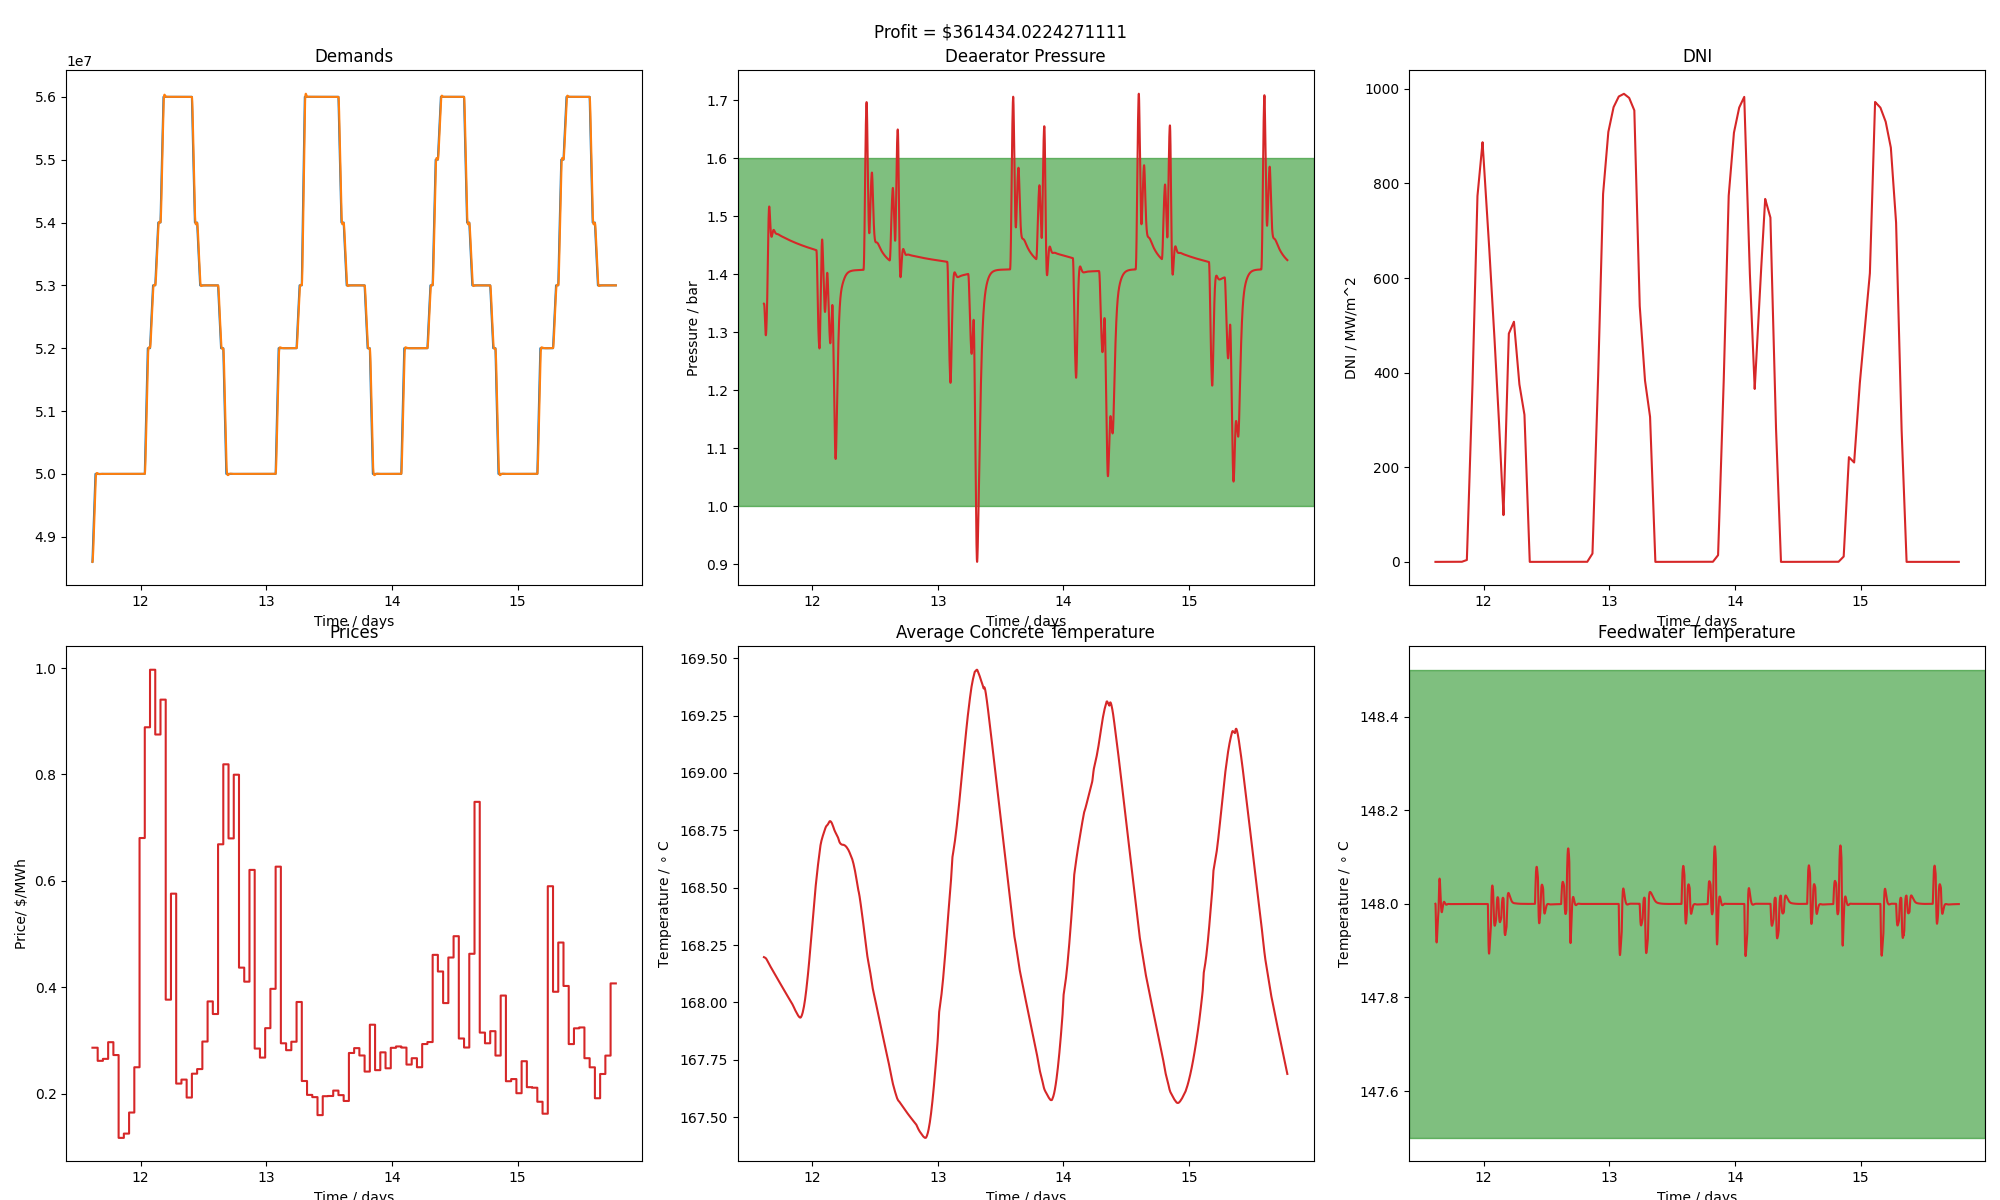 Profit = $361434.0224271111
Demands
1e7
5.6
5.5
5.4
5.3
5.2
5.1
5.0
4.9
12 13 14 15
Time / days
Deaerator Pressure
Pressure / bar
1.7
1.6
1.5
1.4
1.3
1.2
1.1
1.0
0.9
12 13 14 15
Time / days
DNI
DNI / MW/m^2
1000
800
600
400
200
0
12 13 14 15
Time / days
Prices
Price/ $/MWh
1.0
0.8
0.6
0.4
0.2
12 13 14 15
Time / days
Average Concrete Temperature
Temperature / ∘ C
169.50
169.25
169.00
168.75
168.50
168.25
168.00
167.75
167.50
12 13 14 15
Time / days
Feedwater Temperature
Temperature / ∘ C
148.4
148.2
148.0
147.8
147.6
12 13 14 15
Time / days